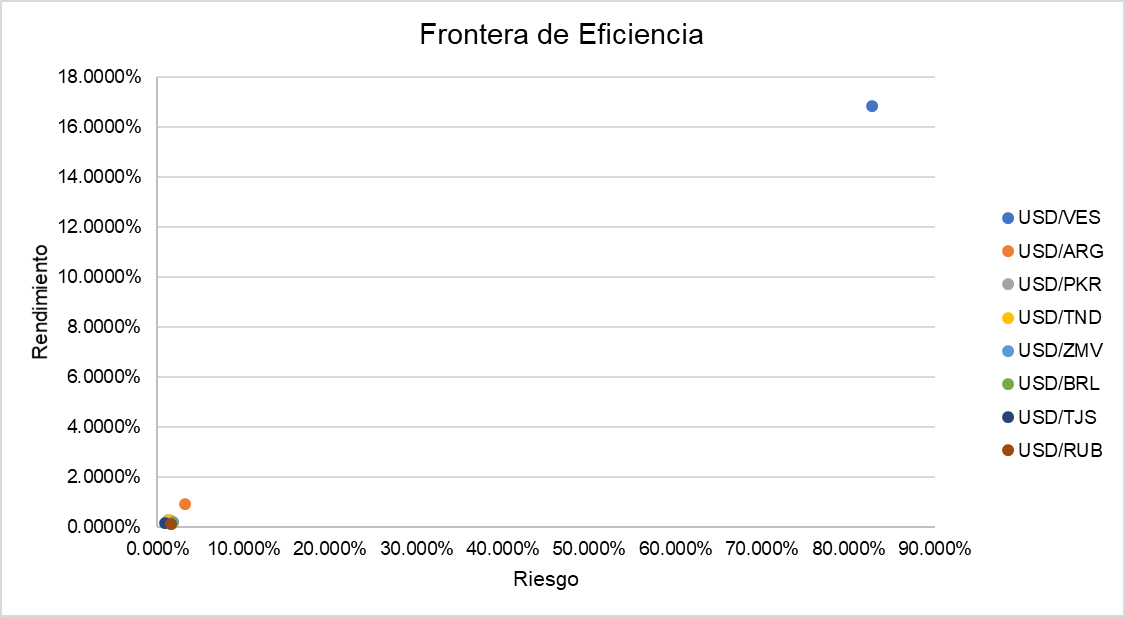 Frontera de Eficiencia
18.0000%
16.0000%
14.0000%
12.0000%
10.0000%
8.0000%
6.0000%
4.0000%
2.0000%
0.0000%
Rendimiento
0.000% 10.000% 20.000% 30.000% 40.000% 50.000% 60.000% 70.000% 80.000% 90.000%
Riesgo
USD/VES
USD/ARG
USD/PKR
USD/TND
USD/ZMV
USD/BRL
USD/TJS
USD/RUB